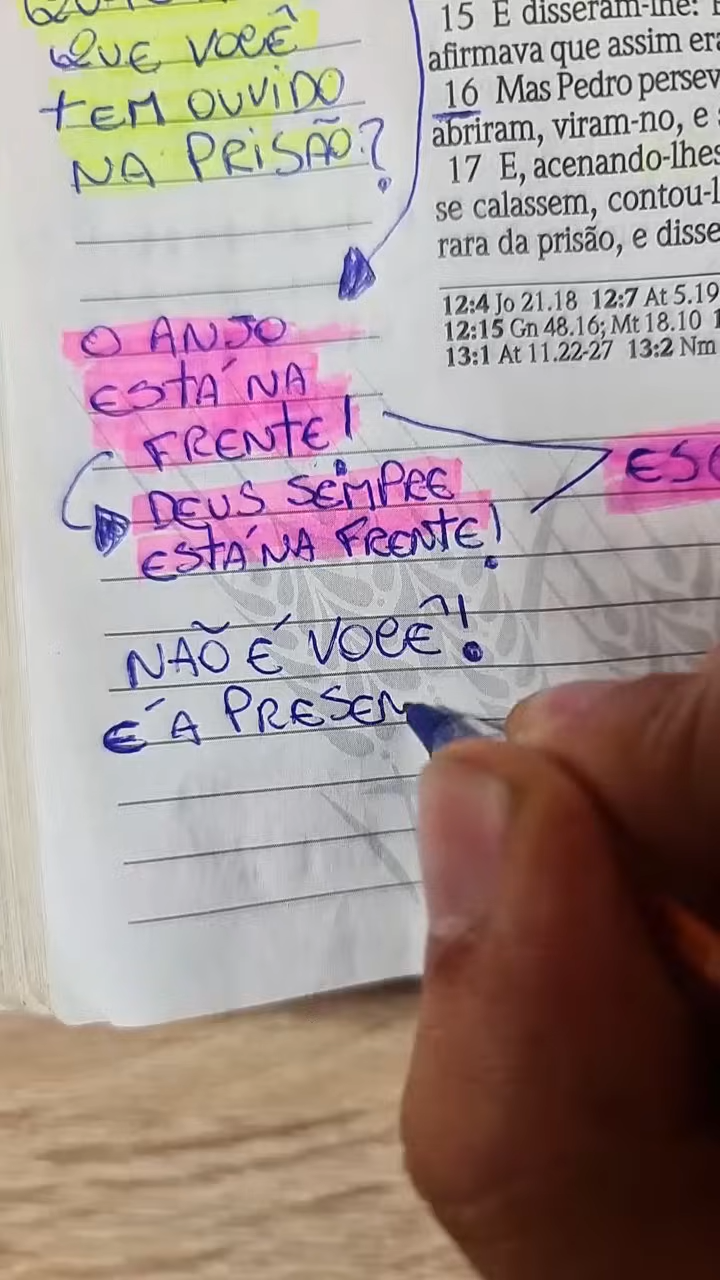 QUE VOCÊ
TEM OUVIDO
NA PRISÃO?
O ANJO
ESTÁ NA
FRENTE!
DEUS SEMPRE
ESTÁ NA FRENTE!
NÃO É VOCÊ!
É A PRESEN
ESC
15 E disseram-lhe:
afirmava que assim era
16 Mas Pedro persev
abriram, viram-no, e
17 E, acenando-lhes
se calassem, contou-l
rara da prisão, e disse
12:4 Jo 21.18 12:7 At 5.19
12:15 Gn 48.16; Mt 18.10
13:1 At 11.22-27 13:2 Nm